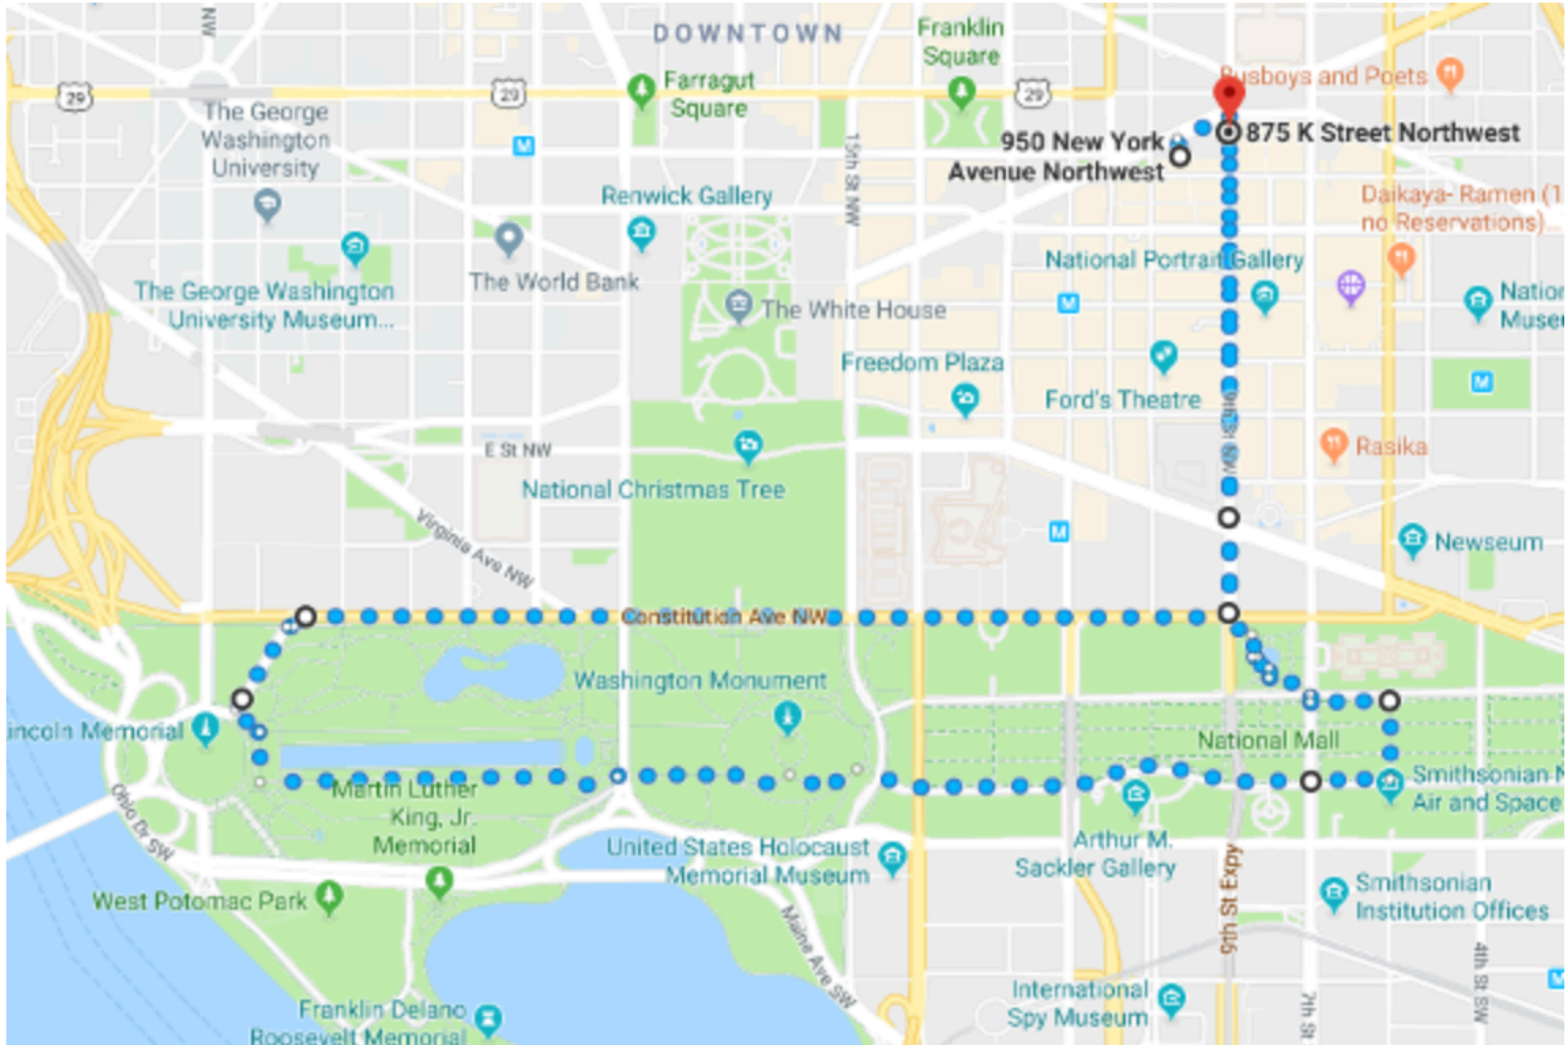 NW
DOWNTOWN
Franklin
Square
29
29
29
Farragut
Square
Busboys and Poets
The George
Washington
University
950 New York
Avenue Northwest
875 K Street Northwest
15th St NW
Renwick Gallery
Daikaya- Ramen (1
no Reservations)...
The World Bank
National Portrait Gallery
The George Washington
University Museum...
The White House
Nation
Museu
Freedom Plaza
Ford's Theatre
9th St NW
E St NW
Rasika
National Christmas Tree
Virginia Ave NW
Newseum
Constitution Ave NW
Washington Monument
incoln Memorial
National Mall
Smithsonian N
Air and Space
Martin Luther
King, Jr.
Memorial
Ohio Dr SW
United States Holocaust
Memorial Museum
Arthur M.
Sackler Gallery
9th St Expy
West Potomac Park
Smithsonian
Institution Offices
Maine Ave SW
4th St SW
International
Spy Museum
7th St
Franklin Delano
Roosevelt Memorial
M
M
M
M
M